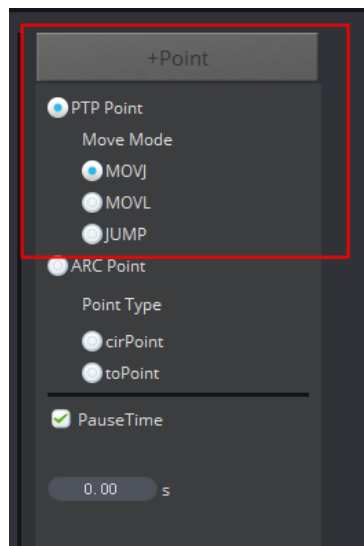 +Point
PTP Point
Move Mode
MOVJ
MOVL
JUMP
ARC Point
Point Type
cirPoint
toPoint
PauseTime
0.00 s